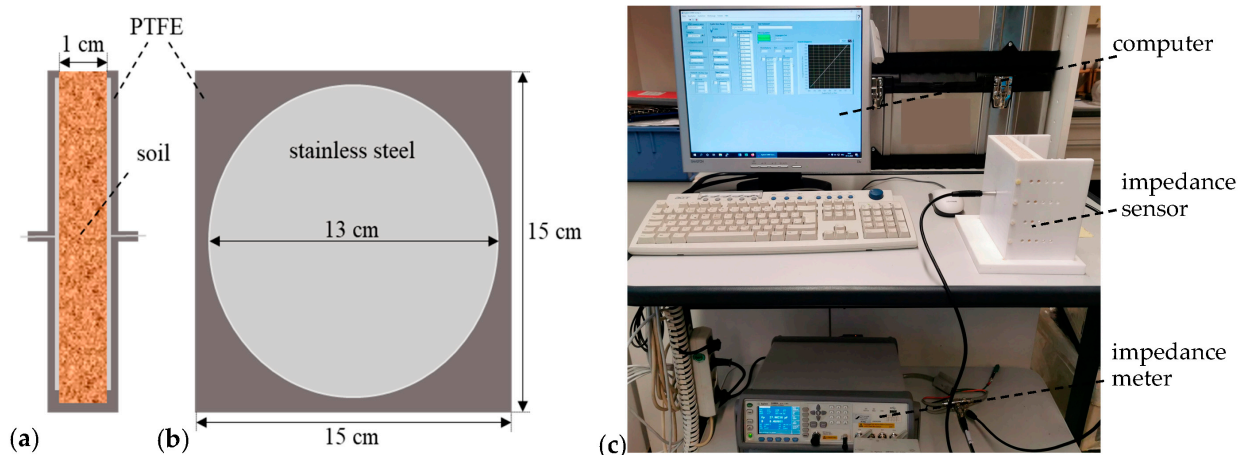 PTFE
1 cm
soil
stainless steel
13 cm
15 cm
15 cm
(a)
(b)
computer
impedance
sensor
impedance
meter
(c)